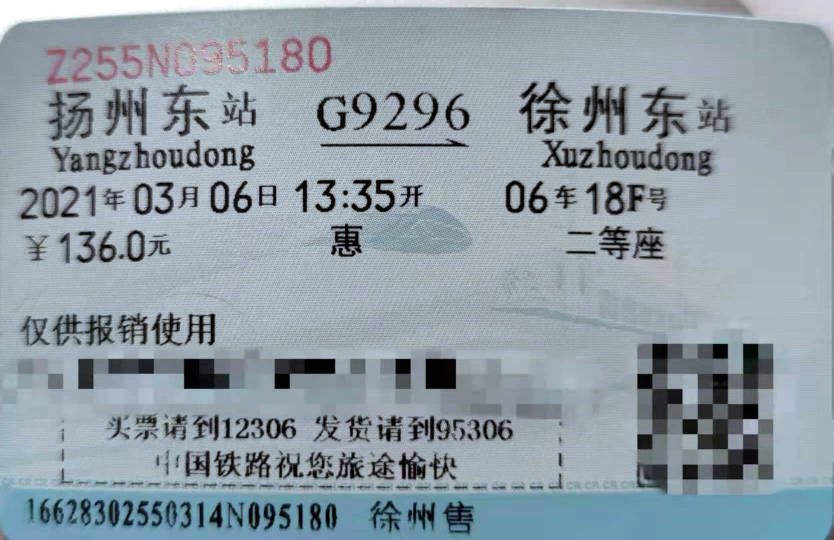 Z255N095180
扬州东站 G9296 徐州东站
Yangzhoudong Xuzhoudong
2021年03月06日 13:35开 06车18F号
￥136.0元 惠 二等座
仅供报销使用
买票请到12306 发货请到95306
中国铁路祝您旅途愉快
16628302550314N095180 徐州售